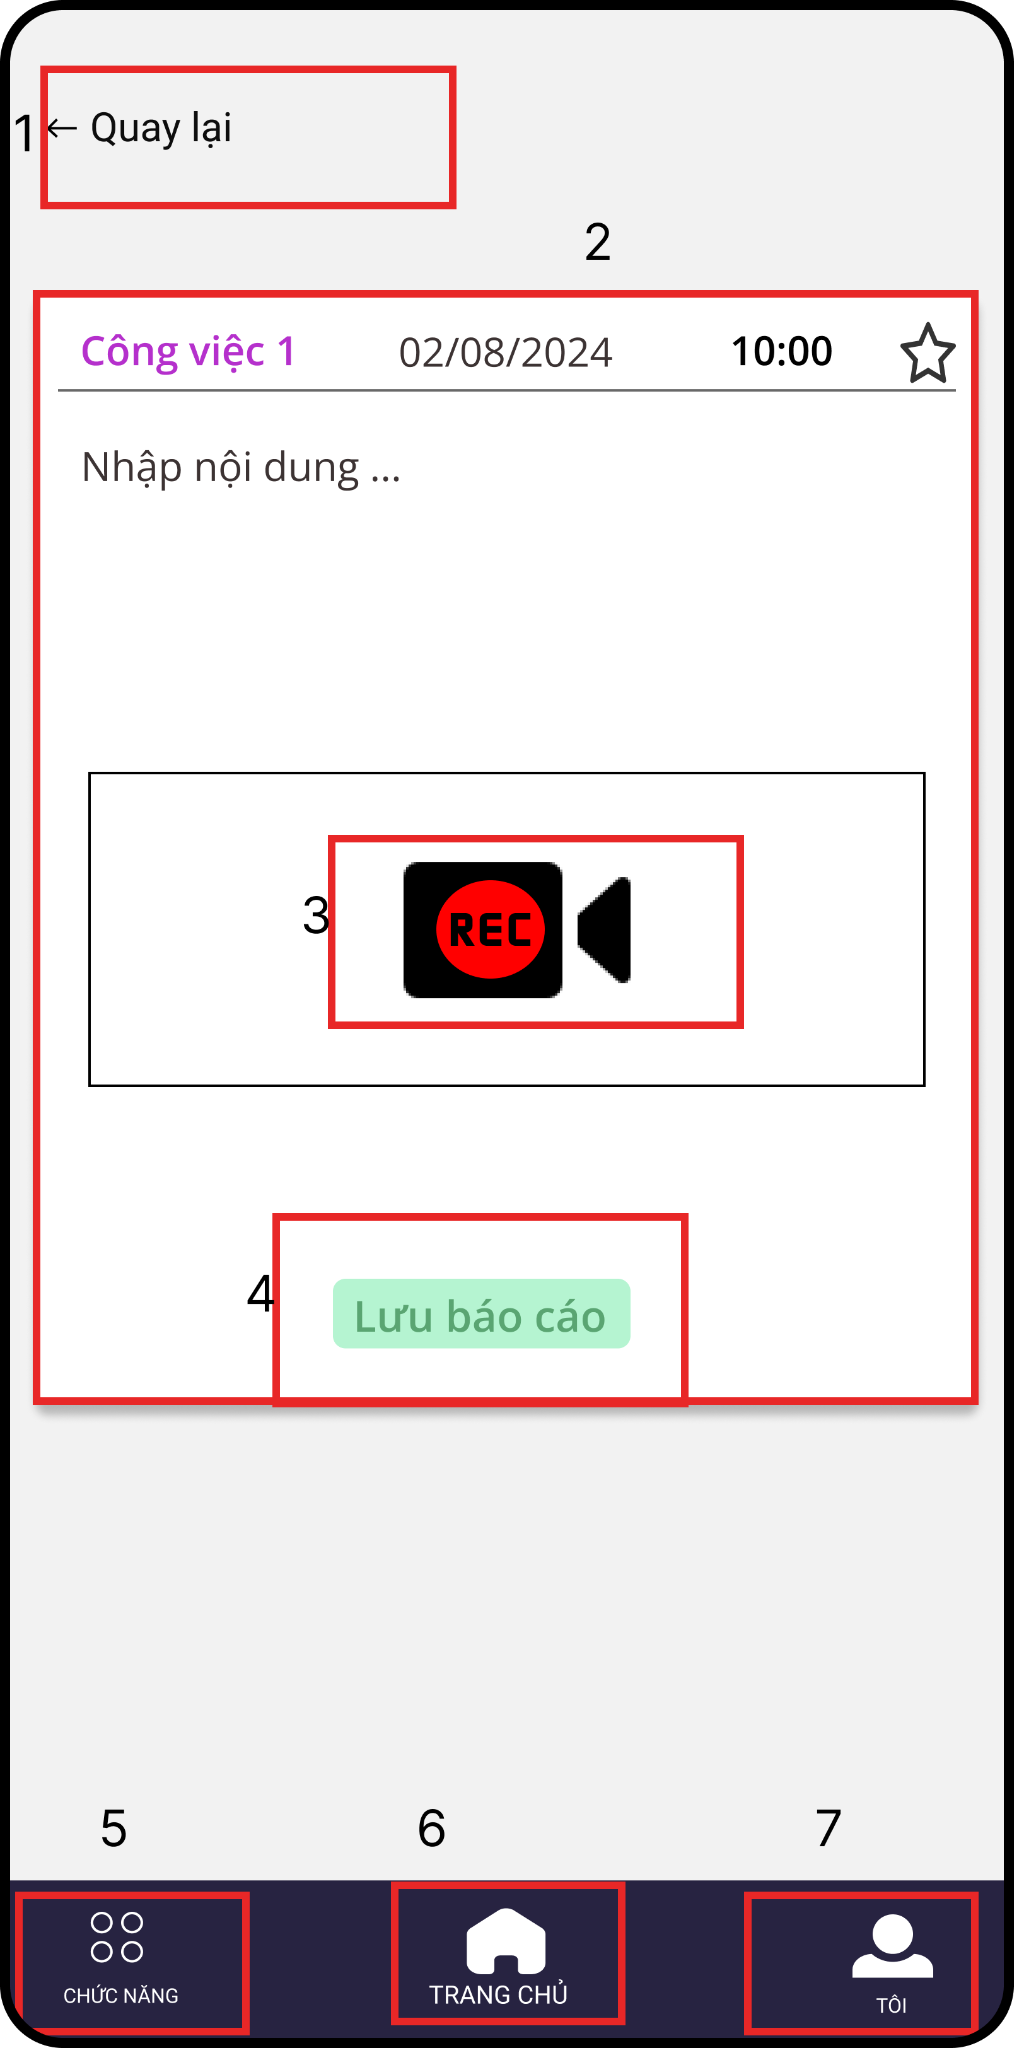 1 ← Quay lại
2
Công việc 1 02/08/2024 10:00
Nhập nội dung ...
3 REC
4 Lưu báo cáo
5 6 7
CHỨC NĂNG TRANG CHỦ TÔI